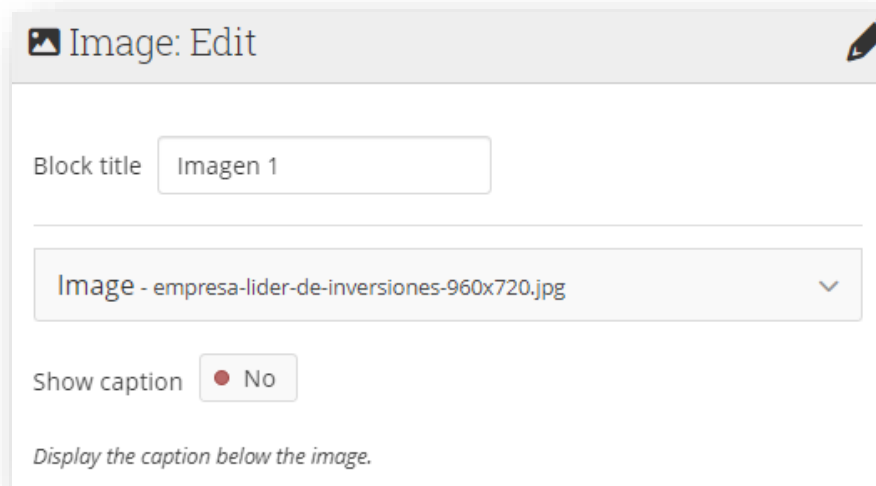 Image: Edit
Block title Imagen 1
Image - empresa-lider-de-inversiones-960x720.jpg
Show caption No
Display the caption below the image.